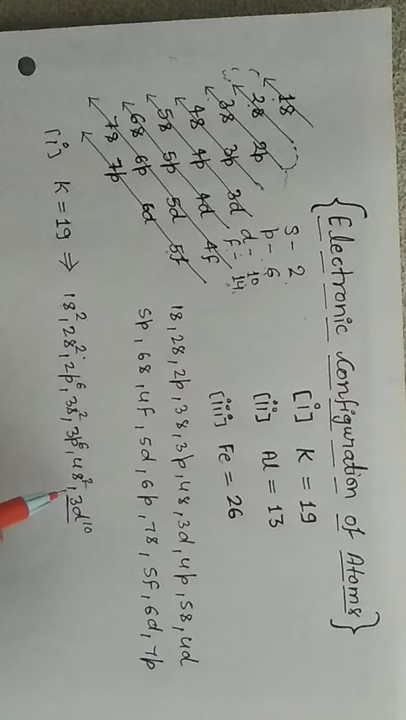 {Electronic Configuration of Atoms}
s - 2
p - 6
d - 10
f = 14
[i] K = 19
[ii] Al = 13
[iii] Fe = 26
1s
2s 2p
3s 3p 3d
4s 4p 4d 4f
5s 5p 5d 5f
6s 6p 6d
7s 7p
1s, 2s, 2p, 3s, 3p, 4s, 3d, 4p, 5s, 4d
5p, 6s, 4f, 5d, 6p, 7s, 5f, 6d, 7p
[i] K = 19 ⇒ 1s², 2s², 2p⁶, 3s², 3p⁶, 4s², 3d¹⁰